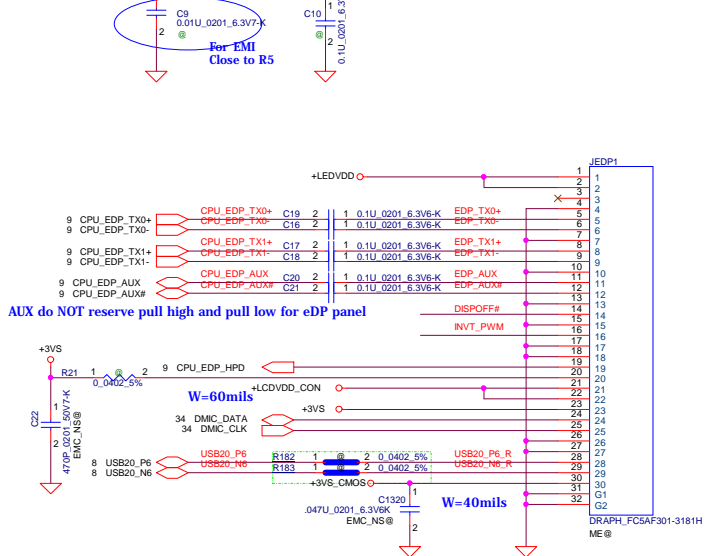 C9
1
0.01U_0201_6.3V7-K
2
@
For EMI
Close to R5
C10
1
@
2
JEDP1
+LEDVDD
1 1
2 2
3 3
4 4
9 CPU_EDP_TX0+ CPU_EDP_TX0+ C19 2 1 0.1U_0201_6.3V6-K EDP_TX0+ 5 5
9 CPU_EDP_TX0- CPU_EDP_TX0- C16 2 1 0.1U_0201_6.3V6-K EDP_TX0- 6 6
7 7
9 CPU_EDP_TX1+ CPU_EDP_TX1+ C17 2 1 0.1U_0201_6.3V6-K EDP_TX1+ 8 8
9 CPU_EDP_TX1- CPU_EDP_TX1- C18 2 1 0.1U_0201_6.3V6-K EDP_TX1- 9 9
10 10
9 CPU_EDP_AUX CPU_EDP_AUX C20 2 1 0.1U_0201_6.3V6-K EDP_AUX 11 11
9 CPU_EDP_AUX# CPU_EDP_AUX# C21 2 1 0.1U_0201_6.3V6-K EDP_AUX# 12 12
13 13
AUX do NOT reserve pull high and pull low for eDP panel
DISPOFF# 14 14
15 15
INVT_PWM 16 16
17 17
18 18
+3VS
9 CPU_EDP_HPD 19 19
R21 1 @ 2 20 20
0_0402_5%
+LCDVDD_CON 21 21
22 22
W=60mils
+3VS 23 23
34 DMIC_DATA 24 24
34 DMIC_CLK 25 25
26 26
27 27
C22
1
2
470P_0201_50V7-K
EMC_NS@
8 USB20_P6 USB20_P6 R182 1 @ 2 0_0402_5% USB20_P6_R 28 28
8 USB20_N6 USB20_N6 R183 1 @ 2 0_0402_5% USB20_N6_R 29 29
+3VS_CMOS 30 30
31 G1
32 G2
C1320
1
.047U_0201_6.3V6K
EMC_NS@
2
W=40mils
DRAPH_FC5AF301-3181H
ME@